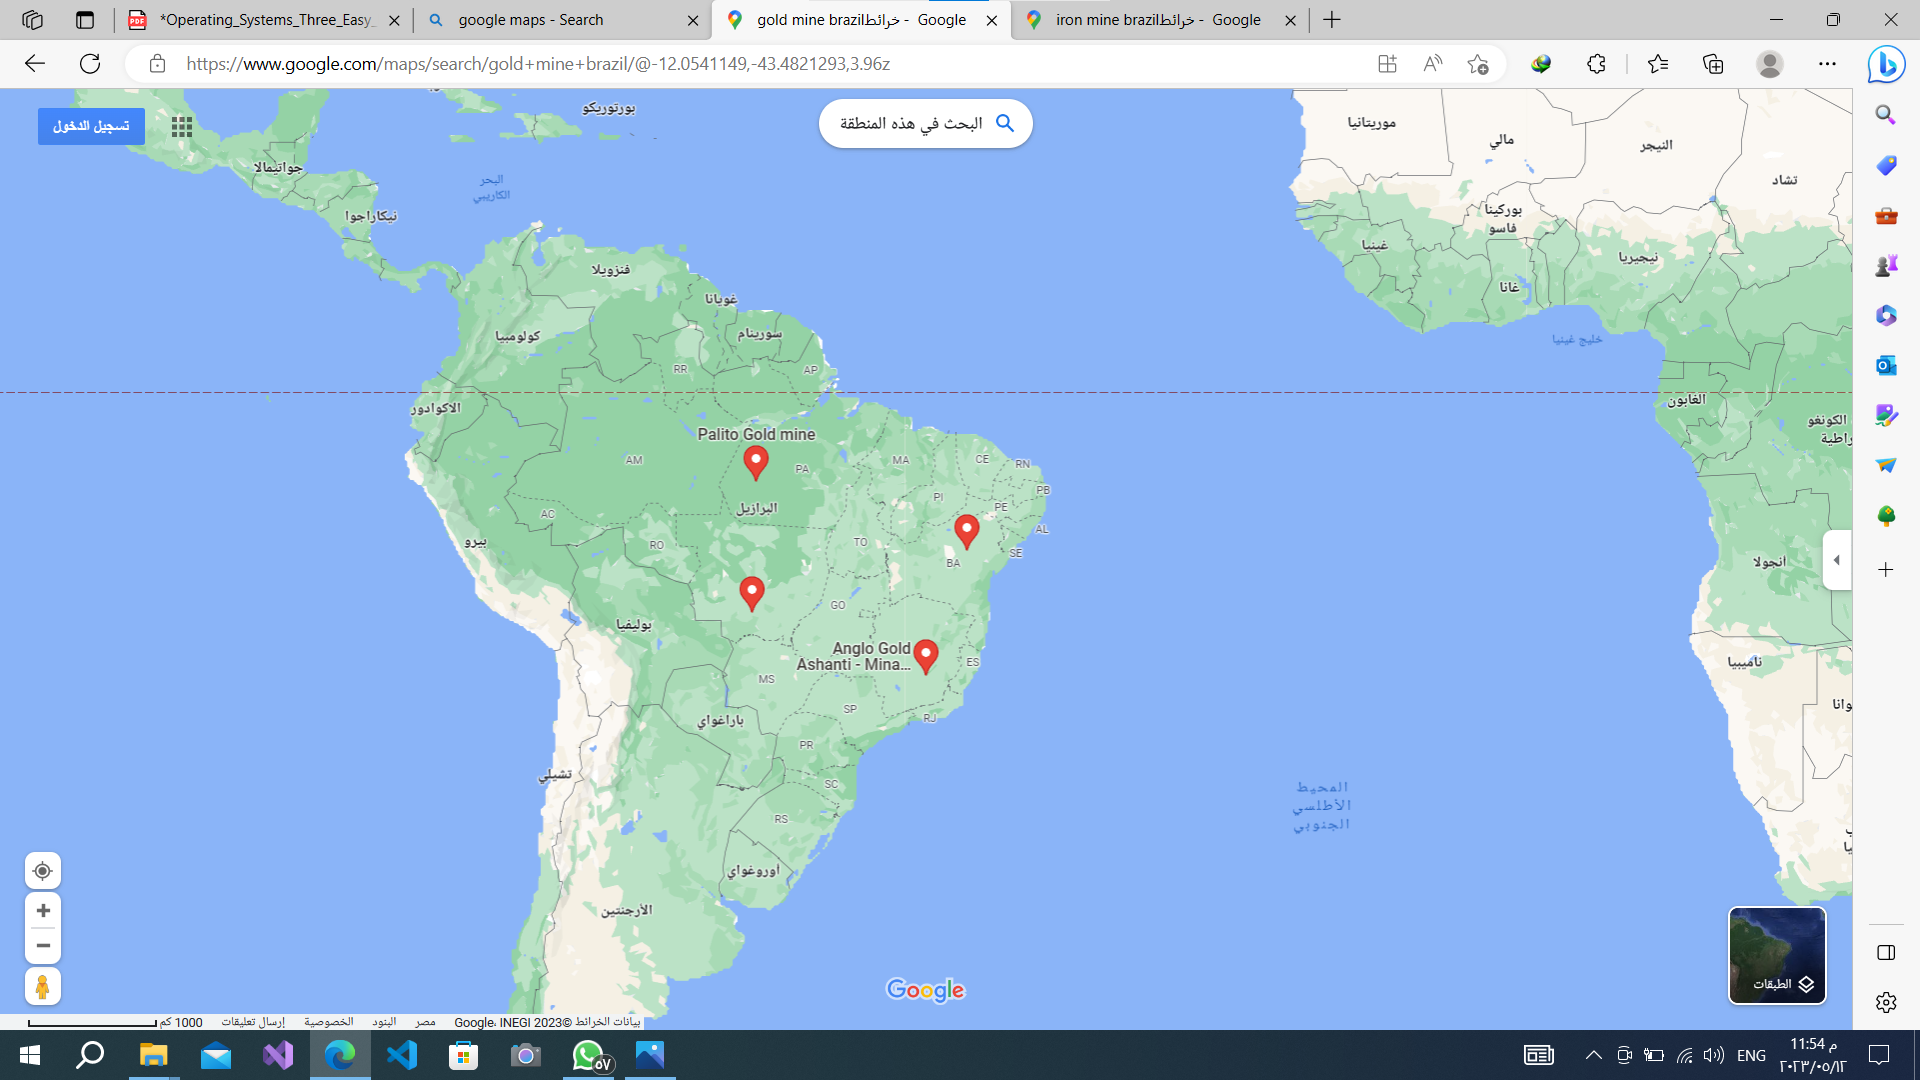 *Operating_Systems_Three_Easy_
google maps - Search
gold mine brazil - خرائط Google
iron mine brazil - خرائط Google
https://www.google.com/maps/search/gold+mine+brazil/@-12.0541149,-43.4821293,3.96z
تسجيل الدخول
البحث في هذه المنطقة
بورتوريكو
موريتانيا
مالي
النيجر
تشاد
جواتيمالا
البحر
الكاريبي
نيكاراجوا
بوركينا
فاسو
غينيا
نيجيريا
غانا
خليج غينيا
فنزويلا
غويانا
سورينام
كولومبيا
RR
AP
الاكوادور
الغابون
الكونغو
Palito Gold mine
AM
PA
MA
CE
RN
PB
PI
PE
AL
البرازيل
AC
بيرو
RO
TO
SE
BA
أنجولا
GO
بوليفيا
Anglo Gold
Ashanti - Mina...
ES
ناميبيا
MS
SP
RJ
باراغواي
PR
تشيلي
SC
المحيط
الأطلسي
الجنوبي
RS
أوروغواي
الأرجنتين
الطبقات
Google
1000 كم
إرسال تعليقات
الخصوصية
البنود
مصر
بيانات الخرائط ©2023 Google، INEGI
٥٧
ENG
11:54 م
٢٠٢٣/٠٥/١٢